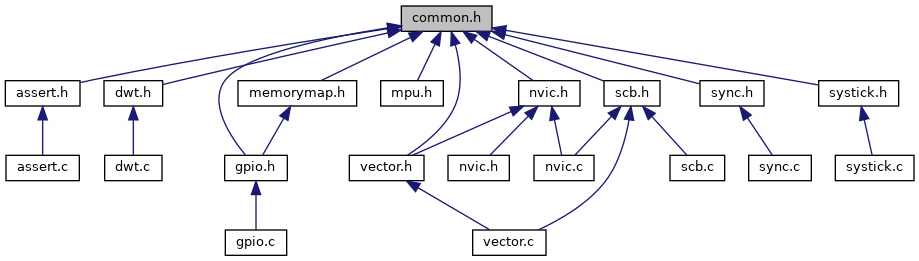 common.h
assert.h
dwt.h
memorymap.h
mpu.h
nvic.h
scb.h
sync.h
systick.h
assert.c
dwt.c
gpio.h
vector.h
nvic.h
nvic.c
scb.c
sync.c
systick.c
gpio.c
vector.c